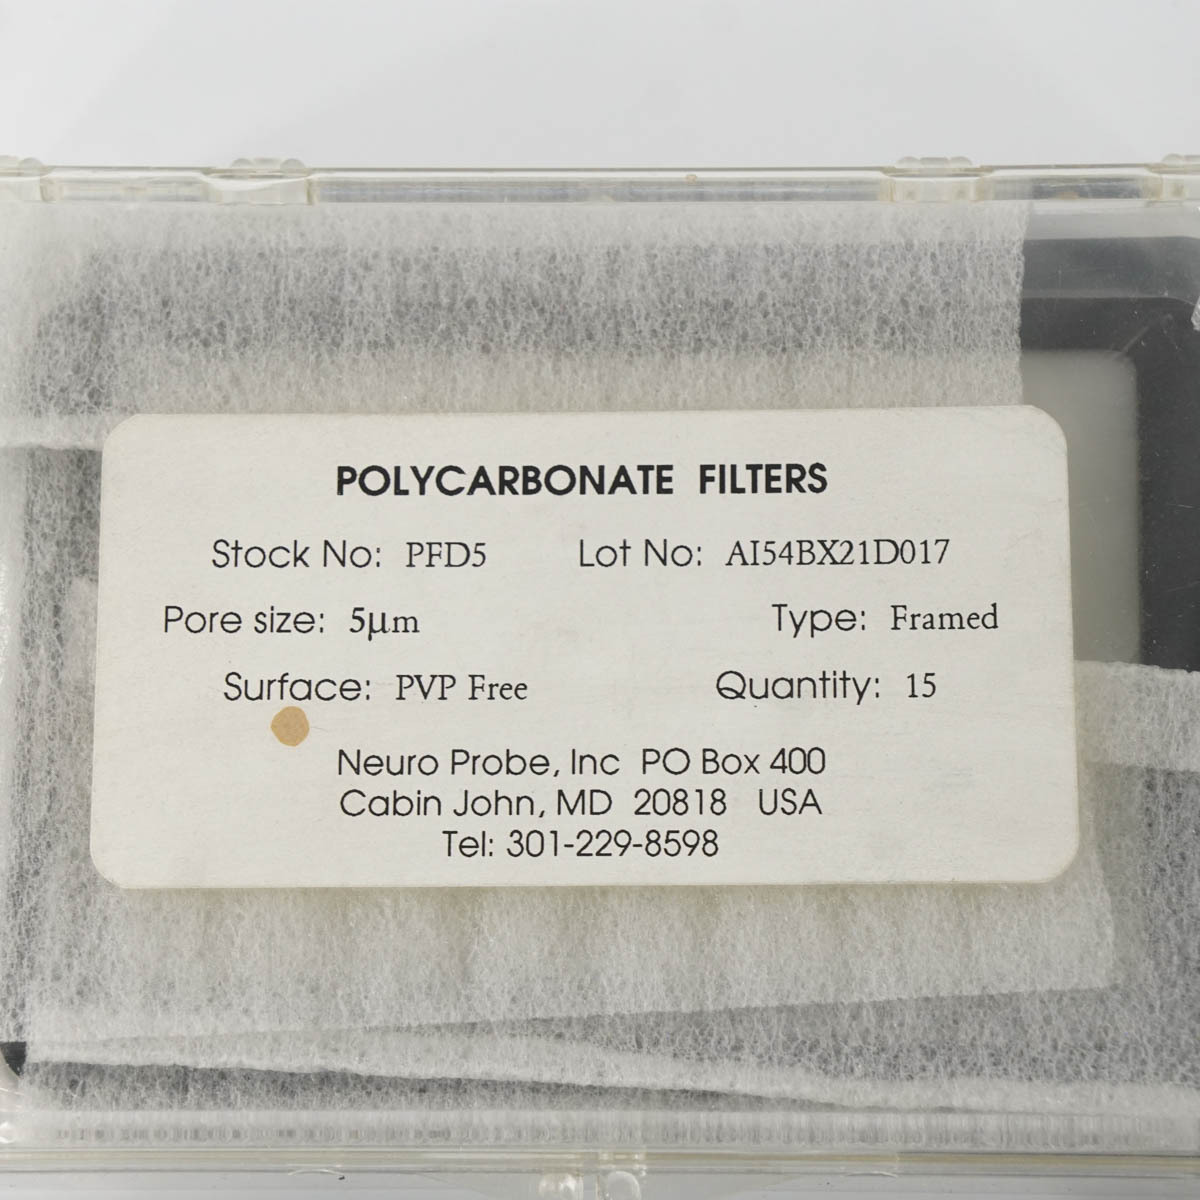 POLYCARBONATE FILTERS
Stock No: PFD5 Lot No: AI54BX21D017
Pore size: 5µm Type: Framed
Surface: PVP Free Quantity: 15
Neuro Probe, Inc PO Box 400
Cabin John, MD 20818 USA
Tel: 301-229-8598